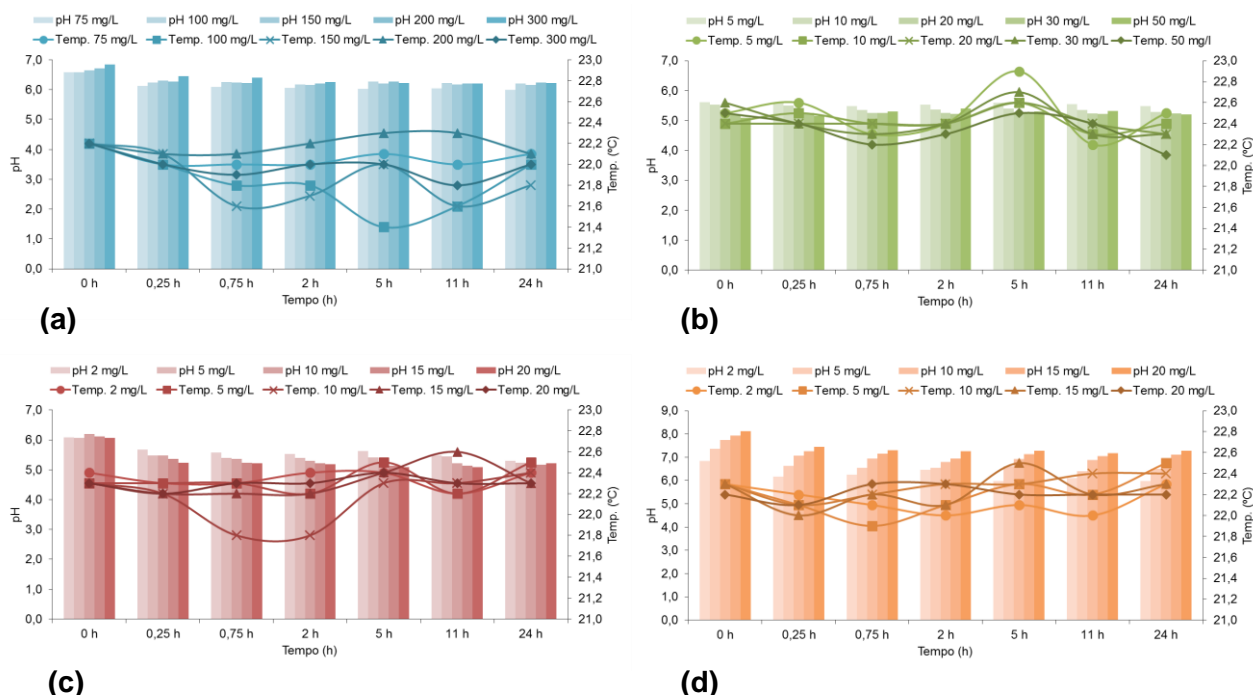 pH 75 mg/L pH 100 mg/L pH 150 mg/L pH 200 mg/L pH 300 mg/L
Temp. 75 mg/L Temp. 100 mg/L Temp. 150 mg/L Temp. 200 mg/L Temp. 300 mg/L
7,0
6,0
5,0
4,0
3,0
2,0
1,0
0,0
pH
23,0
22,8
22,6
22,4
22,2
22,0
21,8
21,6
21,4
21,2
21,0
Temp. (ºC)
0 h 0,25 h 0,75 h 2 h 5 h 11 h 24 h
Tempo (h)
(a)
pH 5 mg/L pH 10 mg/L pH 20 mg/L pH 30 mg/L pH 50 mg/L
Temp. 5 mg/L Temp. 10 mg/L Temp. 20 mg/L Temp. 30 mg/L Temp. 50 mg/l
7,0
6,0
5,0
4,0
3,0
2,0
1,0
0,0
pH
23,0
22,8
22,6
22,4
22,2
22,0
21,8
21,6
21,4
21,2
21,0
Temp. (ºC)
0 h 0,25 h 0,75 h 2 h 5 h 11 h 24 h
Tempo (h)
(b)
pH 2 mg/L pH 5 mg/L pH 10 mg/L pH 15 mg/L pH 20 mg/L
Temp. 2 mg/L Temp. 5 mg/L Temp. 10 mg/L Temp. 15 mg/L Temp. 20 mg/L
7,0
6,0
5,0
4,0
3,0
2,0
1,0
0,0
pH
23,0
22,8
22,6
22,4
22,2
22,0
21,8
21,6
21,4
21,2
21,0
Temp. (ºC)
0 h 0,25 h 0,75 h 2 h 5 h 11 h 24 h
Tempo (h)
(c)
pH 2 mg/L pH 5 mg/L pH 10 mg/L pH 15 mg/L pH 20 mg/L
Temp. 2 mg/L Temp. 5 mg/L Temp. 10 mg/L Temp. 15 mg/L Temp. 20 mg/L
9,0
8,0
7,0
6,0
5,0
4,0
3,0
2,0
1,0
0,0
pH
23,0
22,8
22,6
22,4
22,2
22,0
21,8
21,6
21,4
21,2
21,0
Temp. (ºC)
0 h 0,25 h 0,75 h 2 h 5 h 11 h 24 h
Tempo (h)
(d)